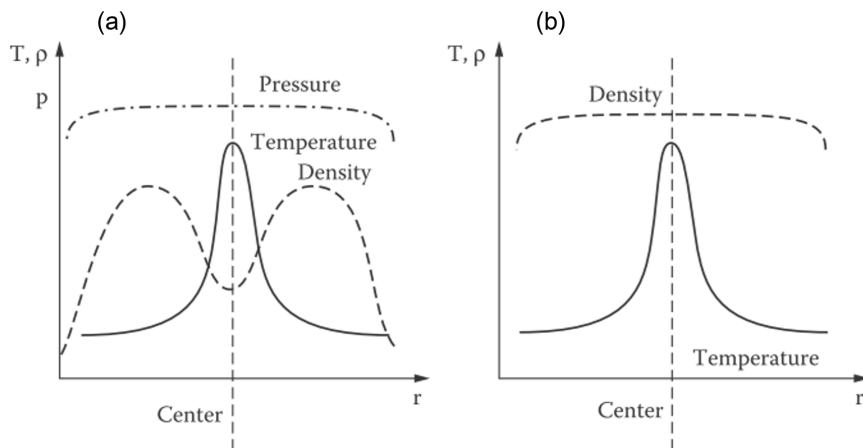 (a)
T, ρ
p
Pressure
Temperature
Density
r
Center
(b)
T, ρ
Density
Temperature
r
Center